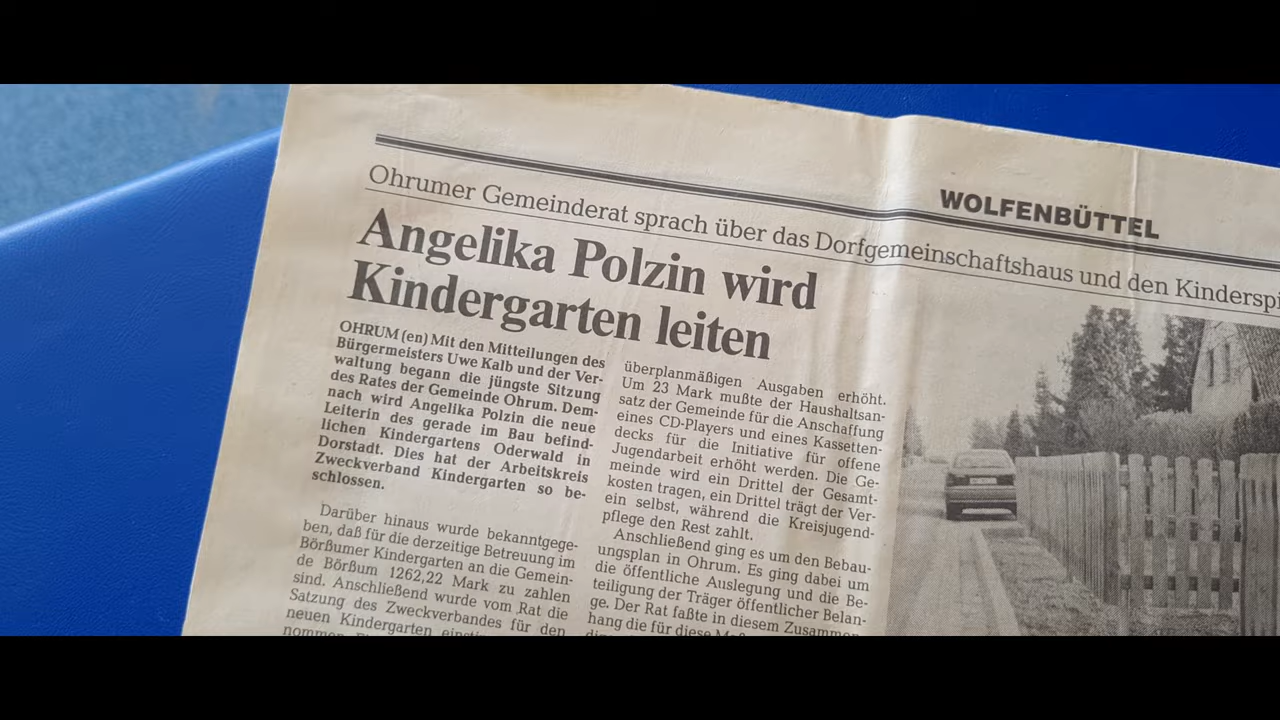 WOLFENBÜTTEL
Ohrumer Gemeinderat sprach über das Dorfgemeinschaftshaus und den
Angelika Polzin wird
Kindergarten leiten
OHRUM (en) Mit den Mitteilungen des
Bürgermeisters Uwe Kalb und der Ver-
waltung begann die jüngste Sitzung
des Rates der Gemeinde Ohrum. Dem-
nach wird Angelika Polzin die neue
Leiterin des gerade im Bau befind-
lichen Kindergartens Oderwald in
Dorstadt. Dies hat der Arbeitskreis
Zweckverband Kindergarten so be-
schlossen.
Darüber hinaus wurde bekanntgege-
ben, daß für die derzeitige Betreuung im
Börßumer Kindergarten an die Gemein-
de Börßum 1262,22 Mark zu zahlen
sind. Anschließend wurde vom Rat die
Satzung des Zweckverbandes für den
neuen Kindergarten
überplanmäßigen Ausgaben erhöht.
Um 23 Mark mußte der Haushaltsan-
satz der Gemeinde für die Anschaffung
eines CD-Players und eines Kassetten-
decks für die Initiative für offene
Jugendarbeit erhöht werden. Die Ge-
meinde wird ein Drittel der Gesamt-
kosten tragen, ein Drittel trägt der Ver-
ein selbst, während die Kreisjugend-
pflege den Rest zahlt.
Anschließend ging es um den Bebau-
ungsplan in Ohrum. Es ging dabei um
die öffentliche Auslegung und die Be-
teiligung der Träger öffentlicher Belan-
ge. Der Rat faßte in diesem Zusammen-
hang die für diese